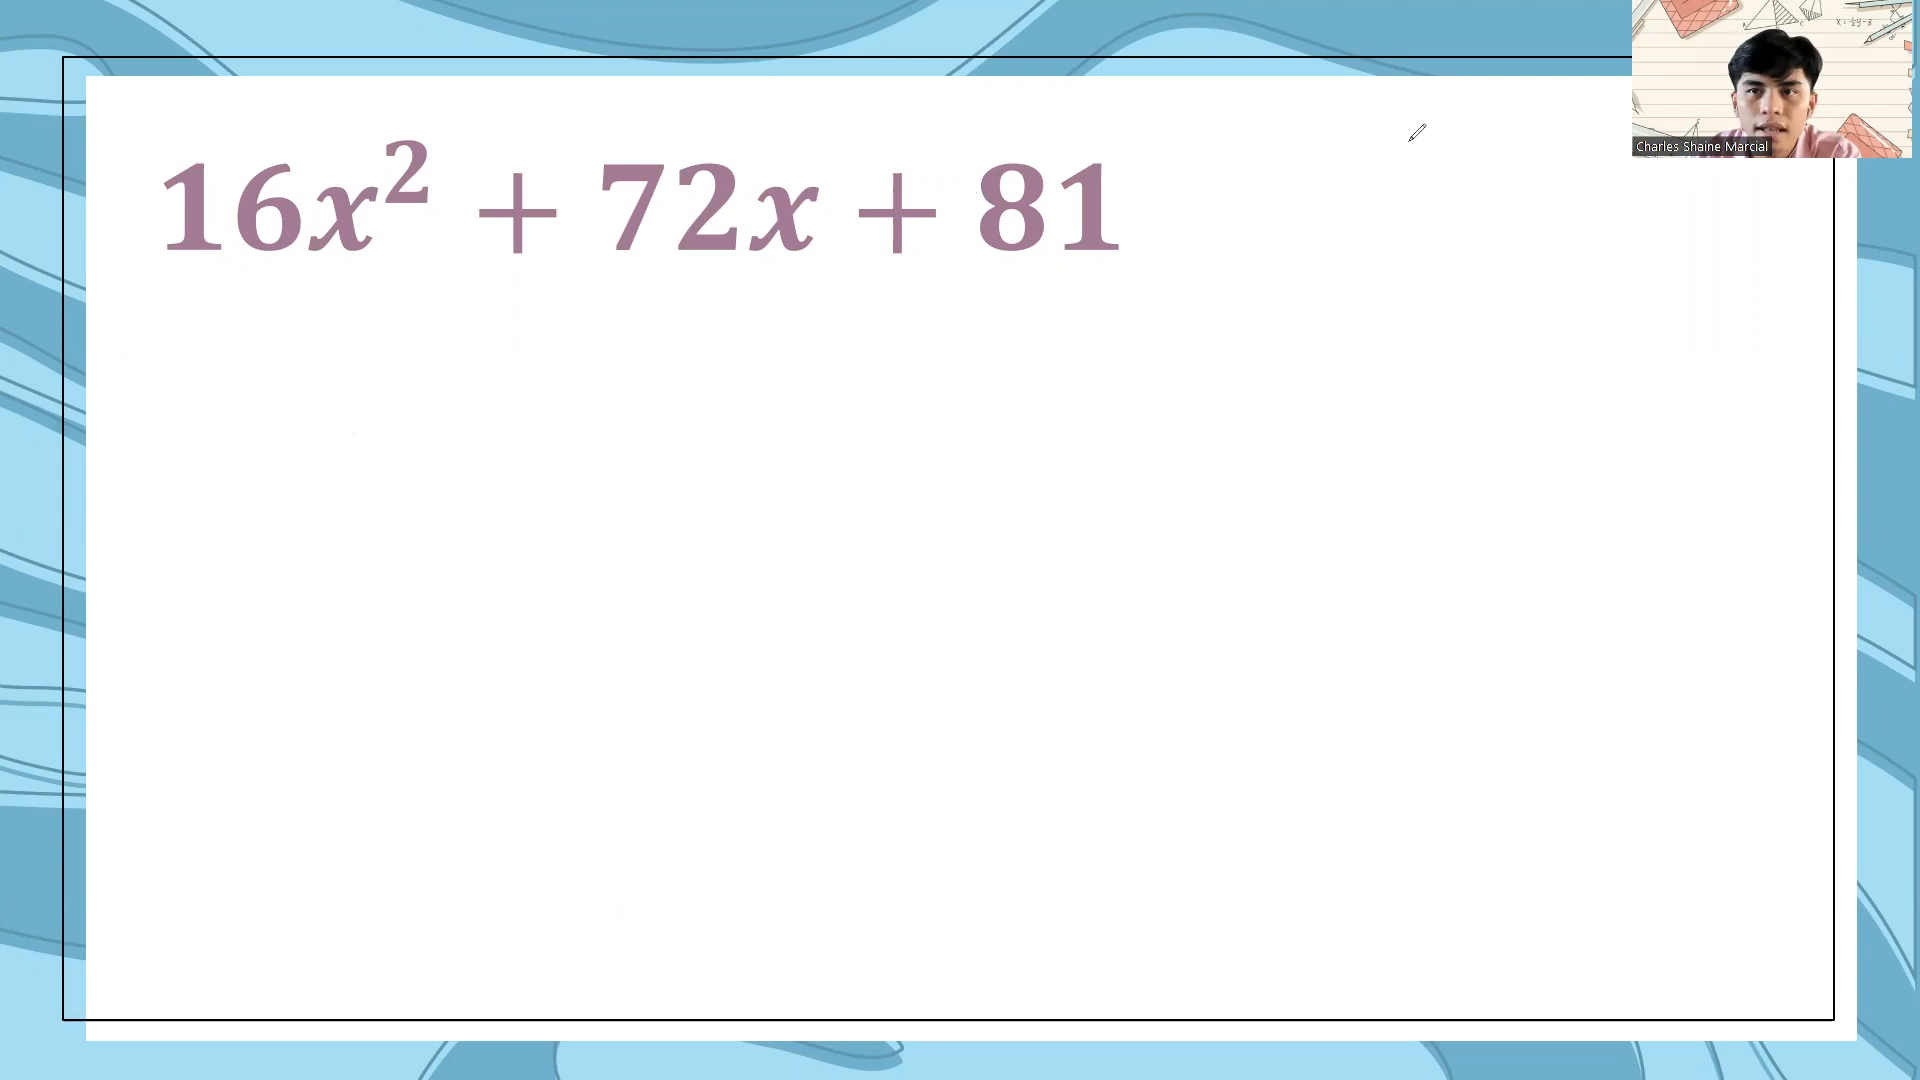 16x² + 72x + 81
Charles Shaine Marcial